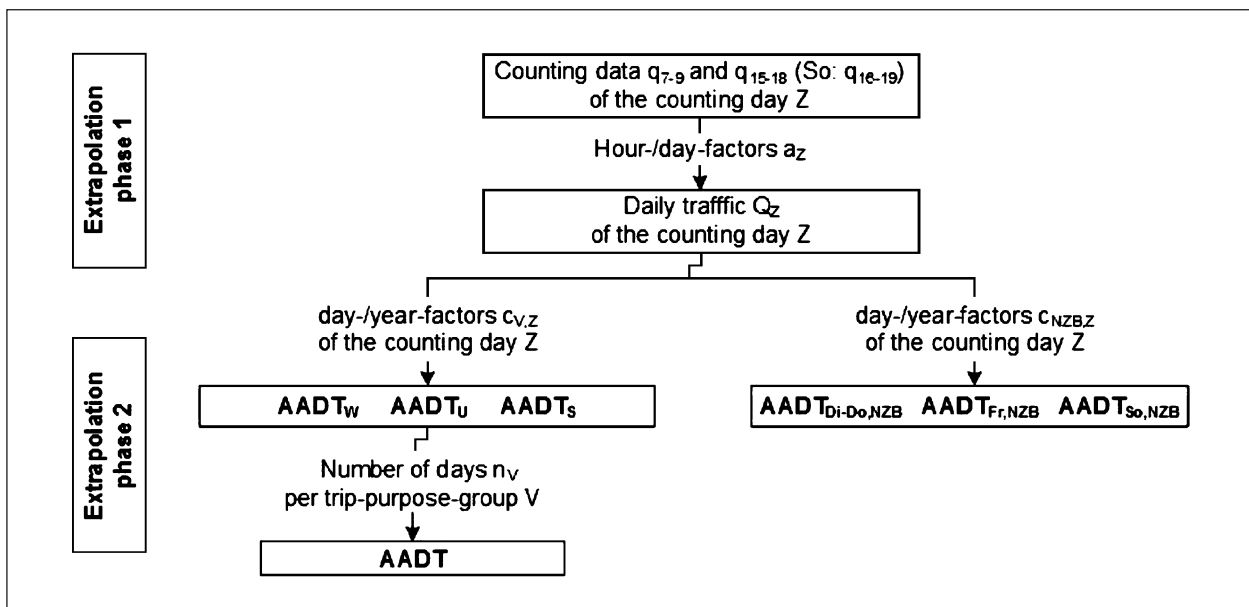 Extrapolation
phase 1
Counting data q7-9 and q15-18 (So: q16-19)
of the counting day Z
Hour-/day-factors aZ
Daily trafffic QZ
of the counting day Z
Extrapolation
phase 2
day-/year-factors cV,Z
of the counting day Z
day-/year-factors cNZB,Z
of the counting day Z
AADTW AADTU AADTS
AADTDi-Do,NZB AADTFr,NZB AADTSo,NZB
Number of days nV
per trip-purpose-group V
AADT